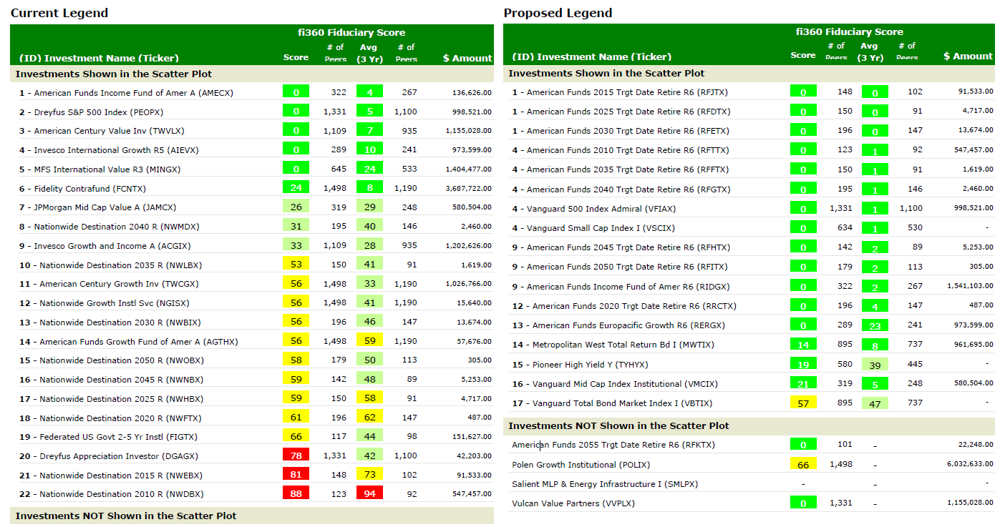 Current Legend
fi360 Fiduciary Score
(ID) Investment Name (Ticker) Score # of Peers Avg (3 Yr) # of Peers $ Amount
Investments Shown in the Scatter Plot
1 - American Funds Income Fund of Amer A (AMECX) 0 322 4 267 136,626.00
2 - Dreyfus S&P 500 Index (PEOPX) 0 1,331 5 1,100 998,521.00
3 - American Century Value Inv (TWVLX) 0 1,109 7 935 1,155,028.00
4 - Invesco International Growth R5 (AIEVX) 0 289 10 241 973,599.00
5 - MFS International Value R3 (MINGX) 0 645 24 533 1,404,477.00
6 - Fidelity Contrafund (FCNTX) 24 1,498 8 1,190 3,687,722.00
7 - JPMorgan Mid Cap Value A (JAMCX) 26 319 29 248 580,504.00
8 - Nationwide Destination 2040 R (NWMDX) 31 195 40 146 2,460.00
9 - Invesco Growth and Income A (ACGIX) 33 1,109 28 935 1,202,626.00
10 - Nationwide Destination 2035 R (NWLBX) 53 150 41 91 1,619.00
11 - American Century Growth Inv (TWCGX) 56 1,498 33 1,190 1,026,766.00
12 - Nationwide Growth Instl Svc (NGISX) 56 1,498 41 1,190 15,640.00
13 - Nationwide Destination 2030 R (NWBIX) 56 196 46 147 13,674.00
14 - American Funds Growth Fund of Amer A (AGTHX) 56 1,498 59 1,190 57,676.00
15 - Nationwide Destination 2050 R (NWOBX) 58 179 50 113 305.00
16 - Nationwide Destination 2045 R (NWNBX) 59 142 48 89 5,253.00
17 - Nationwide Destination 2025 R (NWHBX) 59 150 58 91 4,717.00
18 - Nationwide Destination 2020 R (NWFTX) 61 196 62 147 487.00
19 - Federated US Govt 2-5 Yr Instl (FIGTX) 66 117 44 98 151,627.00
20 - Dreyfus Appreciation Investor (DGAGX) 78 1,331 42 1,100 42,203.00
21 - Nationwide Destination 2015 R (NWEBX) 81 148 73 102 91,533.00
22 - Nationwide Destination 2010 R (NWDBX) 88 123 94 92 547,457.00
Investments NOT Shown in the Scatter Plot
Proposed Legend
fi360 Fiduciary Score
(ID) Investment Name (Ticker) Score # of Peers Avg (3 Yr) # of Peers $ Amount
Investments Shown in the Scatter Plot
1 - American Funds 2015 Trgt Date Retire R6 (RFJTX) 0 148 0 102 91,533.00
1 - American Funds 2025 Trgt Date Retire R6 (RFDTX) 0 150 0 91 4,717.00
1 - American Funds 2030 Trgt Date Retire R6 (RFETX) 0 196 0 147 13,674.00
4 - American Funds 2010 Trgt Date Retire R6 (RFTTX) 0 123 1 92 547,457.00
4 - American Funds 2035 Trgt Date Retire R6 (RFFTX) 0 150 1 91 1,619.00
4 - American Funds 2040 Trgt Date Retire R6 (RFGTX) 0 195 1 146 2,460.00
4 - Vanguard 500 Index Admiral (VFIAX) 0 1,331 1 1,100 998,521.00
4 - Vanguard Small Cap Index I (VSCIX) 0 634 1 530 -
9 - American Funds 2045 Trgt Date Retire R6 (RFHTX) 0 142 2 89 5,253.00
9 - American Funds 2050 Trgt Date Retire R6 (RFITX) 0 179 2 113 305.00
9 - American Funds Income Fund of Amer R6 (RIDGX) 0 322 2 267 1,541,103.00
12 - American Funds 2020 Trgt Date Retire R6 (RRCTX) 0 196 4 147 487.00
13 - American Funds Europacific Growth R6 (RERGX) 0 289 23 241 973,599.00
14 - Metropolitan West Total Return Bd I (MWTIX) 14 895 8 737 961,695.00
15 - Pioneer High Yield Y (TYHYX) 19 580 39 445 -
16 - Vanguard Mid Cap Index Institutional (VMCIX) 21 319 5 248 580,504.00
17 - Vanguard Total Bond Market Index I (VBTIX) 57 895 47 737 -
Investments NOT Shown in the Scatter Plot
American Funds 2055 Trgt Date Retire R6 (RFKTX) 0 101 - 22,248.00
Polen Growth Institutional (POLIX) 66 1,498 - 6,032,633.00
Salient MLP & Energy Infrastructure I (SMLPX) - - -
Vulcan Value Partners (VVPLX) 0 1,331 - 1,155,028.00